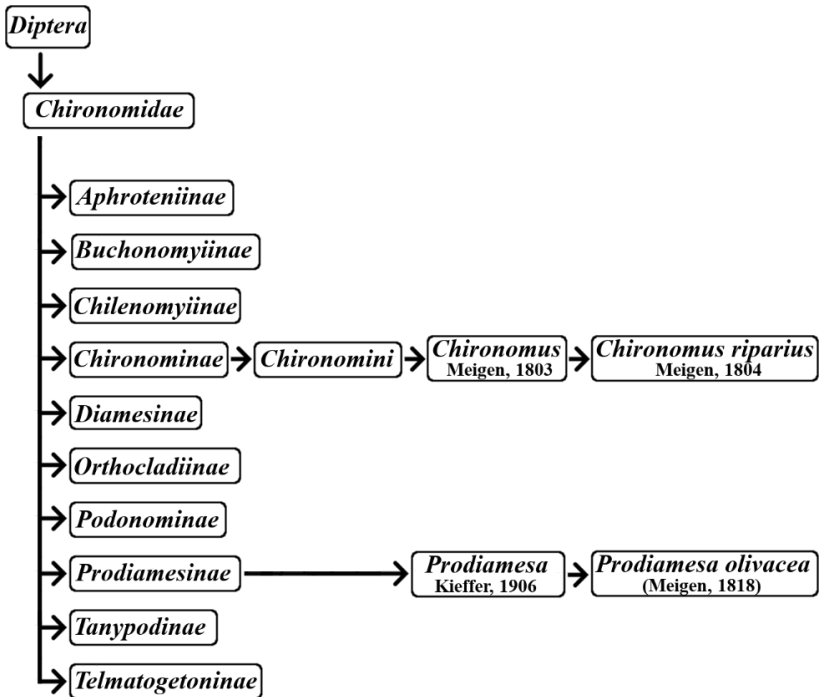 Diptera
Chironomidae
Aphroteniinae
Buchonomyiinae
Chilenomyiinae
Chironominae
Chironomini
Chironomus
Meigen, 1803
Chironomus riparius
Meigen, 1804
Diamesinae
Orthocladiinae
Podonominae
Prodiamesinae
Prodiamesa
Kieffer, 1906
Prodiamesa olivacea
(Meigen, 1818)
Tanypodinae
Telmatogetoninae